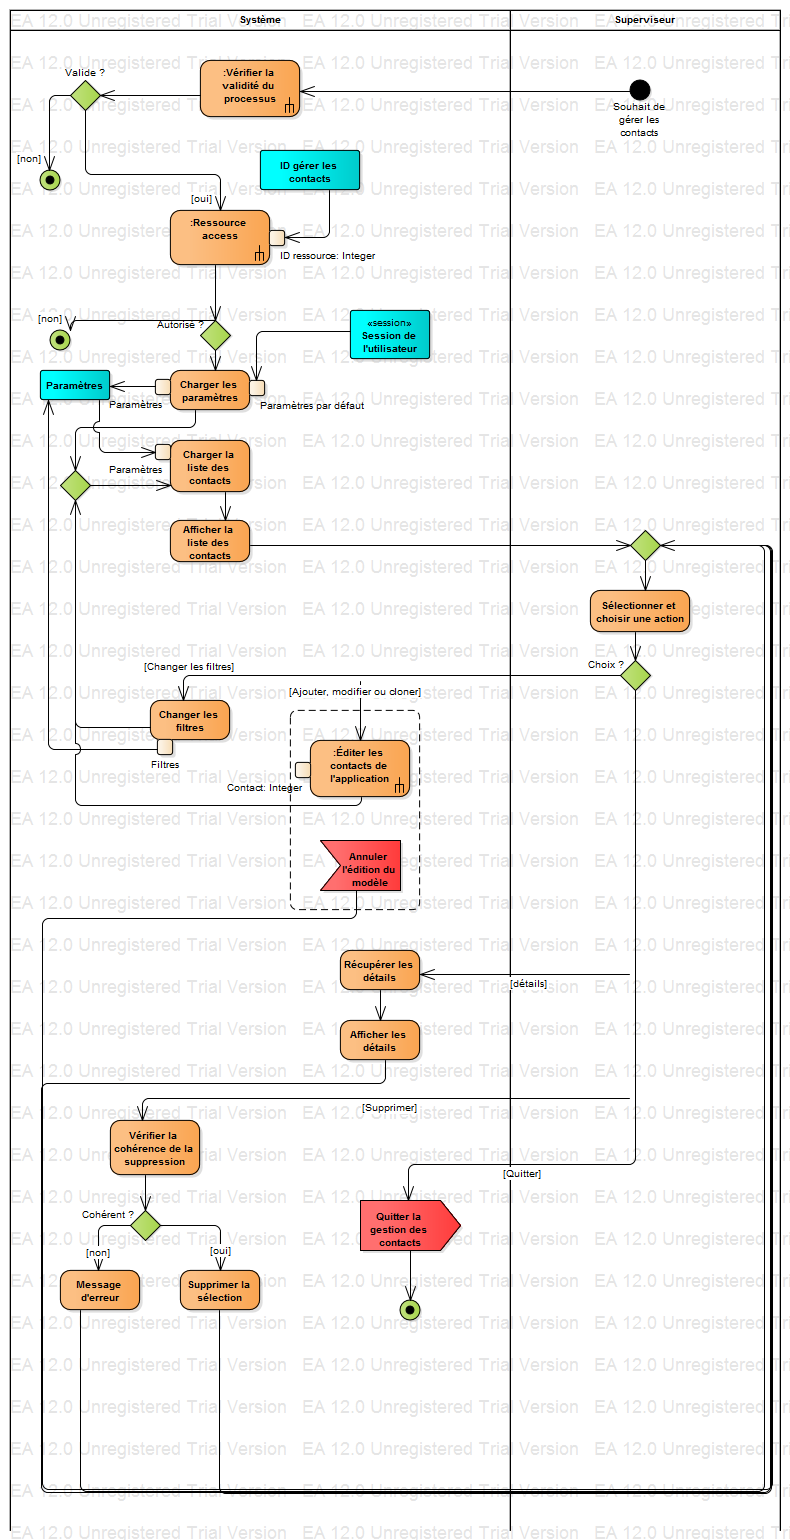 Système
Superviseur
EA 12.0 Unregistered Trial Version
Valide ?
:Vérifier la
validité du
processus
Souhait de
gérer les
contacts
[non]
ID gérer les
contacts
[oui]
:Ressource
access
ID ressource: Integer
[non]
Autorisé ?
«session»
Session de
l'utilisateur
Paramètres
Paramètres
Charger les
paramètres
Paramètres par défaut
Paramètres
Charger la
liste des
contacts
Afficher la
liste des
contacts
Sélectionner et
choisir une action
Choix ?
[Changer les filtres]
[Ajouter, modifier ou cloner]
Changer les
filtres
Filtres
:Éditer les
contacts de
l'application
Contact: Integer
Annuler
l'édition du
modèle
Récupérer les
détails
[détails]
Afficher les
détails
[Supprimer]
Vérifier la
cohérence de la
suppression
[Quitter]
Cohérent ?
Quitter la
gestion des
contacts
[non]
[oui]
Message
d'erreur
Supprimer la
sélection